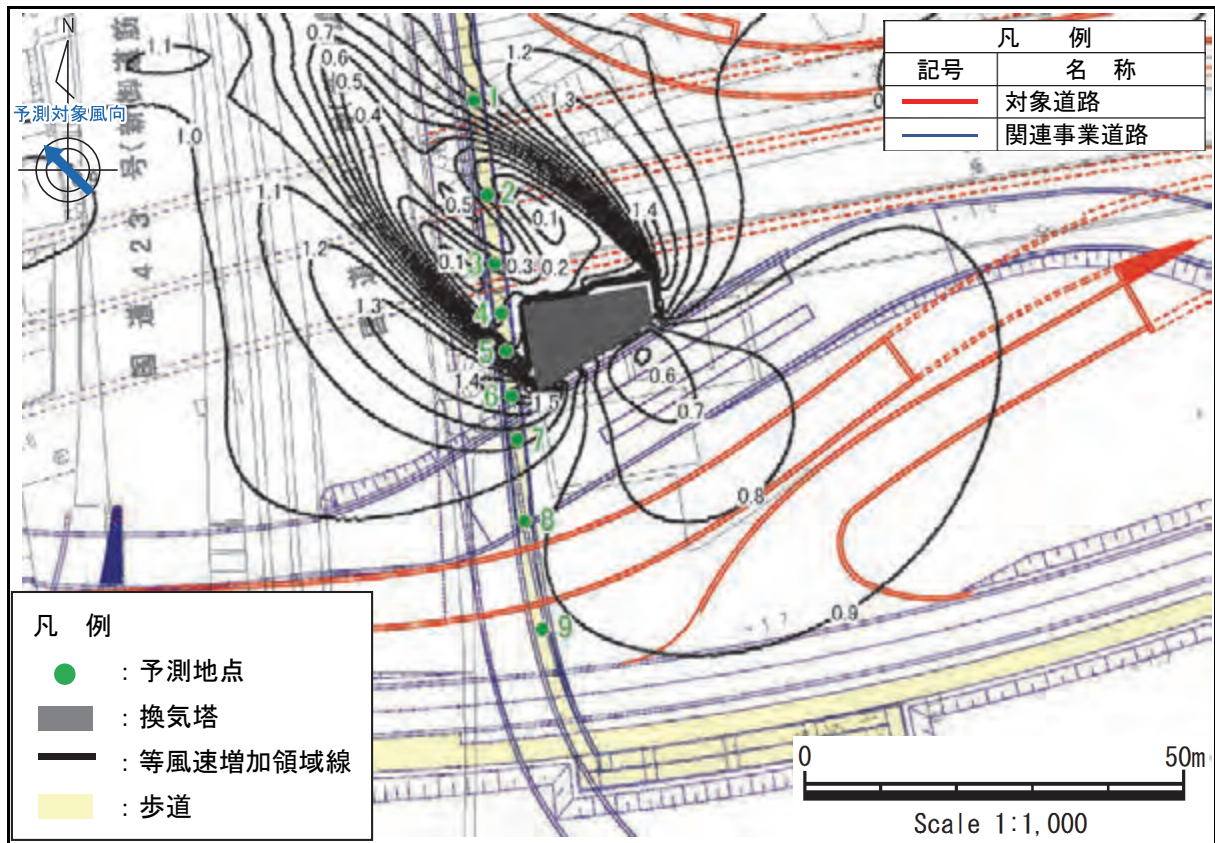 N
予測対象風向
凡 例
記号 名 称
対象道路
関連事業道路
1.1
0.7
0.6
0.5
0.4
1.2
1.3
1.0
1
2
0.5
0.1
1.4
1.1
1.2
3
0.1
0.3
0.2
1.3
4
5
1.4
6
1.5
0.6
0.7
7
0.8
8
0.9
9
国道423号(新御堂筋
凡 例
: 予測地点
: 換気塔
: 等風速増加領域線
: 歩道
0 50m
Scale 1:1,000